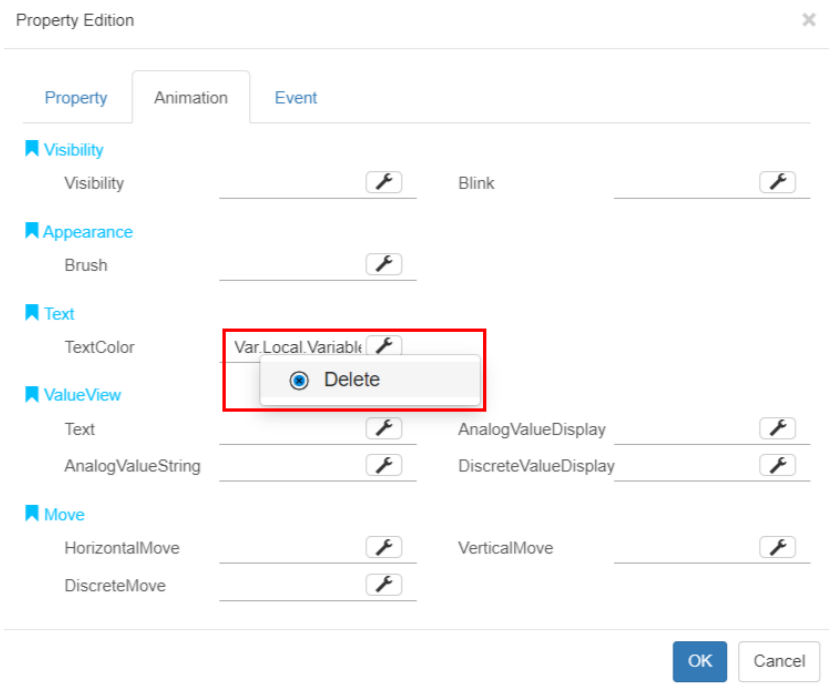 Property Edition
Property Animation Event
Visibility
Visibility Blink
Appearance
Brush
Text
TextColor Var.Local.Variable
Delete
ValueView
Text AnalogValueDisplay
AnalogValueString DiscreteValueDisplay
Move
HorizontalMove VerticalMove
DiscreteMove
OK Cancel